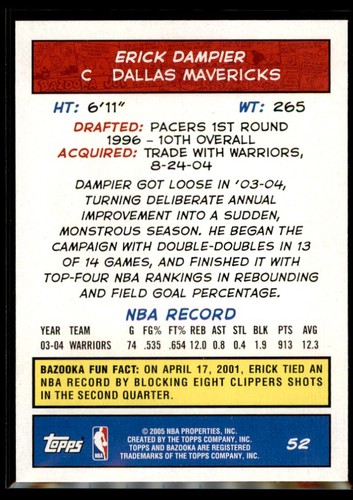 ERICK DAMPIER
C DALLAS MAVERICKS
HT: 6'11" WT: 265
DRAFTED: PACERS 1ST ROUND
1996 - 10TH OVERALL
ACQUIRED: TRADE WITH WARRIORS,
8-24-04
DAMPIER GOT LOOSE IN '03-04,
TURNING DELIBERATE ANNUAL
IMPROVEMENT INTO A SUDDEN,
MONSTROUS SEASON. HE BEGAN THE
CAMPAIGN WITH DOUBLE-DOUBLES IN 13
OF 14 GAMES, AND FINISHED IT WITH
TOP-FOUR NBA RANKINGS IN REBOUNDING
AND FIELD GOAL PERCENTAGE.
NBA RECORD
YEAR TEAM G FG% FT% REB AST STL BLK PTS AVG
03-04 WARRIORS 74 .535 .654 12.0 0.8 0.4 1.9 913 12.3
BAZOOKA FUN FACT: ON APRIL 17, 2001, ERICK TIED AN
NBA RECORD BY BLOCKING EIGHT CLIPPERS SHOTS
IN THE SECOND QUARTER.
Topps
NBA
© 2005 NBA PROPERTIES, INC.
CREATED BY THE TOPPS COMPANY, INC.
TOPPS AND BAZOOKA ARE REGISTERED
TRADEMARKS OF THE TOPPS COMPANY, INC.
52